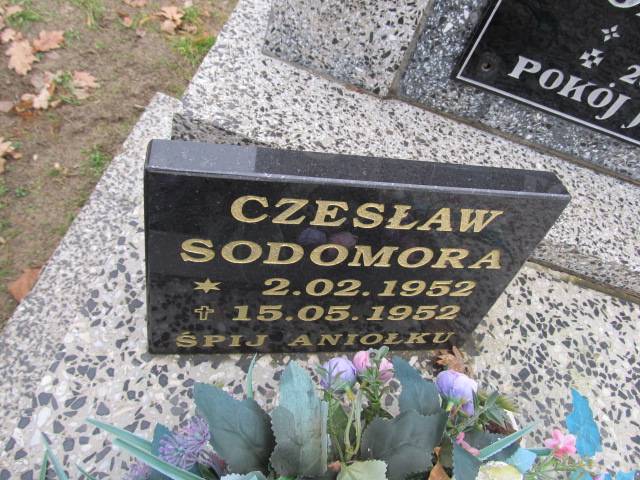 CZESŁAW
SODOMORA
✶ 2.02.1952
✝ 15.05.1952
ŚPIJ ANIOŁKU
POKÓJ